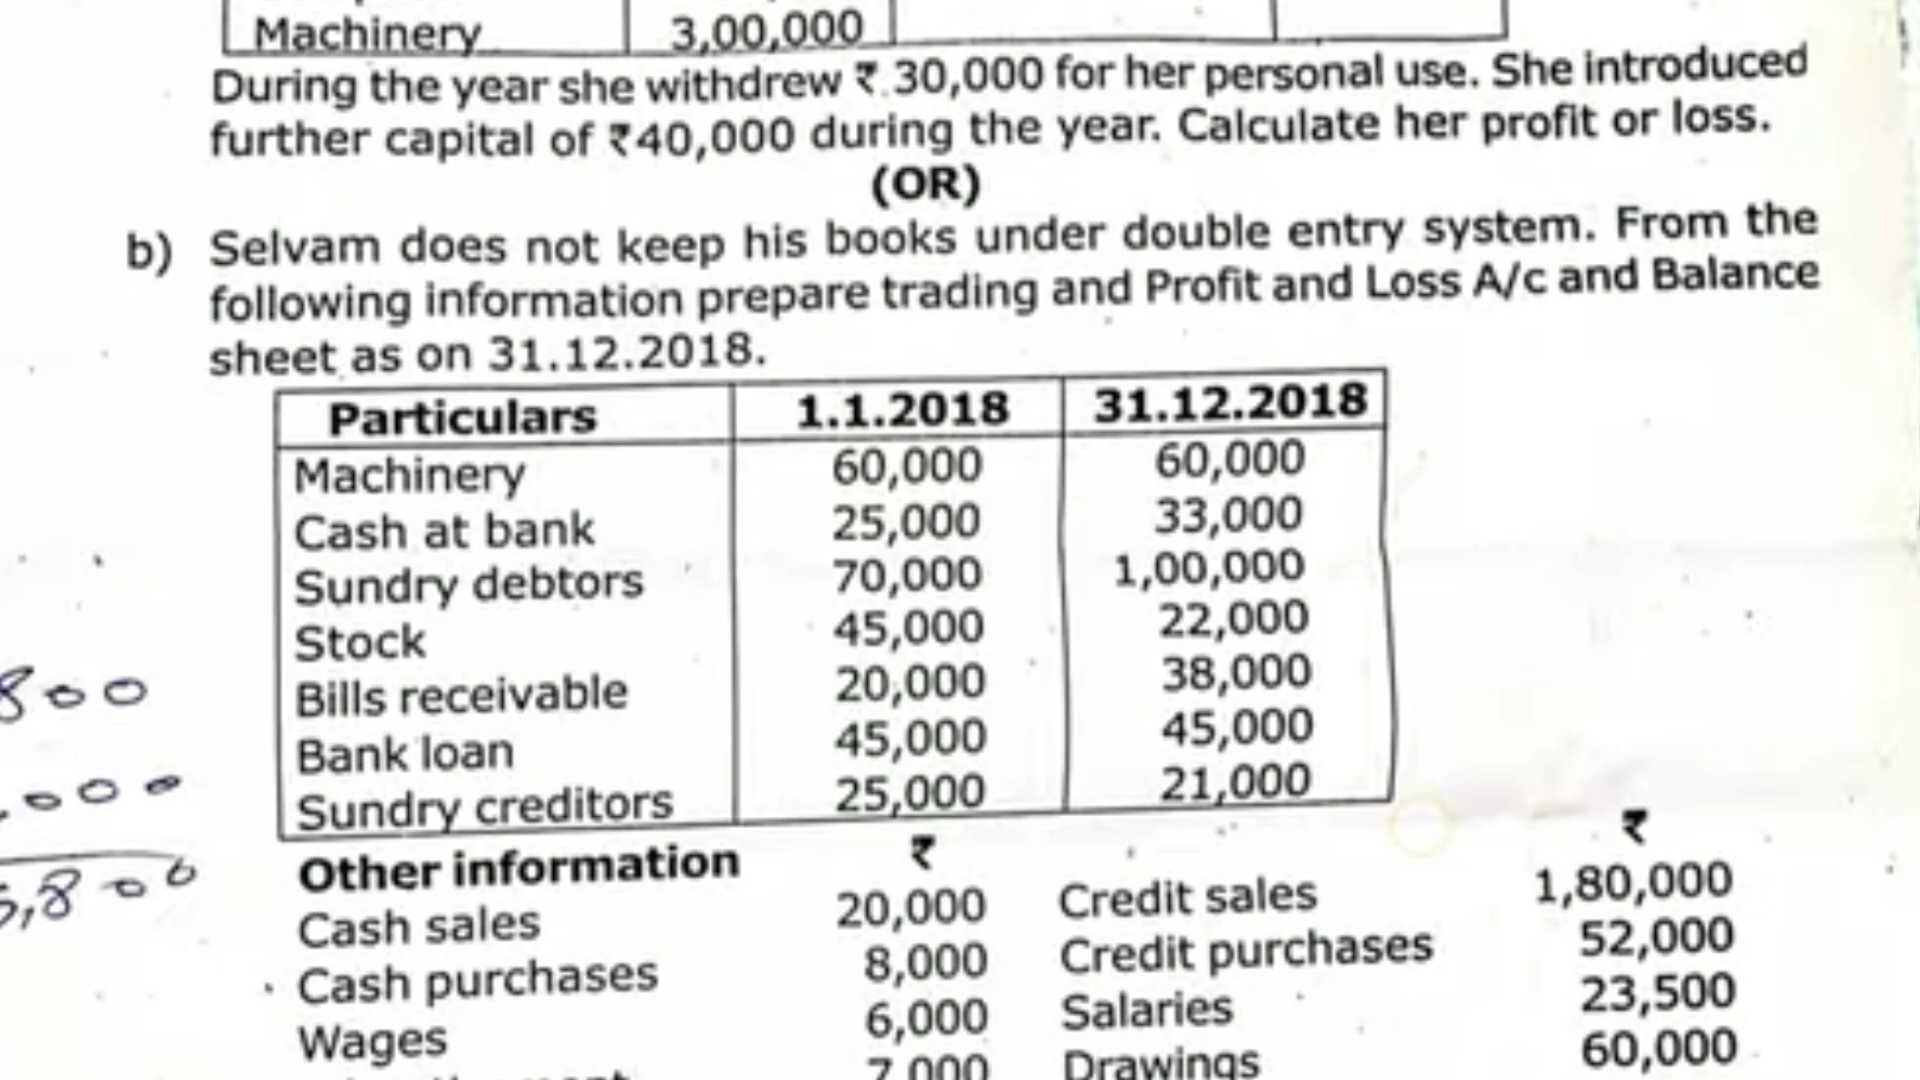 Machinery 3,00,000
During the year she withdrew ₹ 30,000 for her personal use. She introduced
further capital of ₹40,000 during the year. Calculate her profit or loss.
(OR)
b) Selvam does not keep his books under double entry system. From the
following information prepare trading and Profit and Loss A/c and Balance
sheet as on 31.12.2018.
Particulars 1.1.2018 31.12.2018
Machinery 60,000 60,000
Cash at bank 25,000 33,000
Sundry debtors 70,000 1,00,000
Stock 45,000 22,000
Bills receivable 20,000 38,000
Bank loan 45,000 45,000
Sundry creditors 25,000 21,000
Other information ₹ ₹
Cash sales 20,000 Credit sales 1,80,000
Cash purchases 8,000 Credit purchases 52,000
Wages 6,000 Salaries 23,500
7,000 Drawings 60,000
800
000
,800